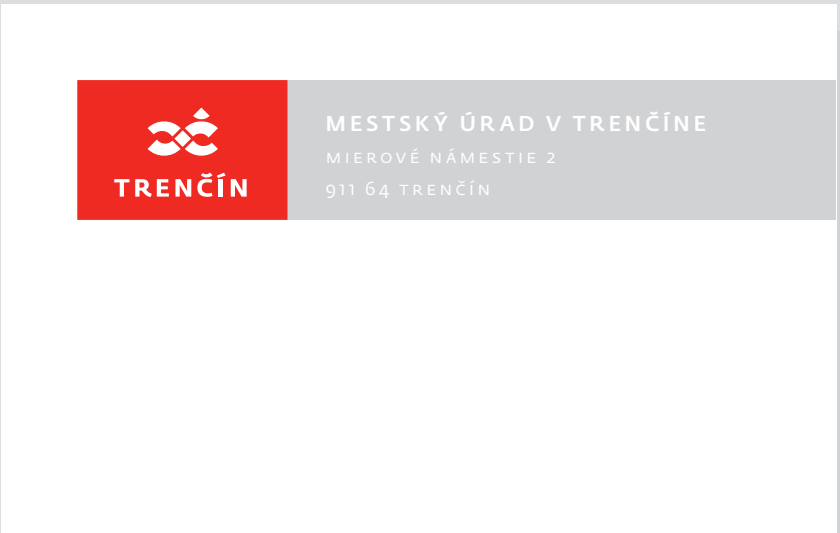 TRENČÍN
MESTSKÝ ÚRAD V TRENČÍNE
MIEROVÉ NÁMESTIE 2
911 64 TRENČÍN